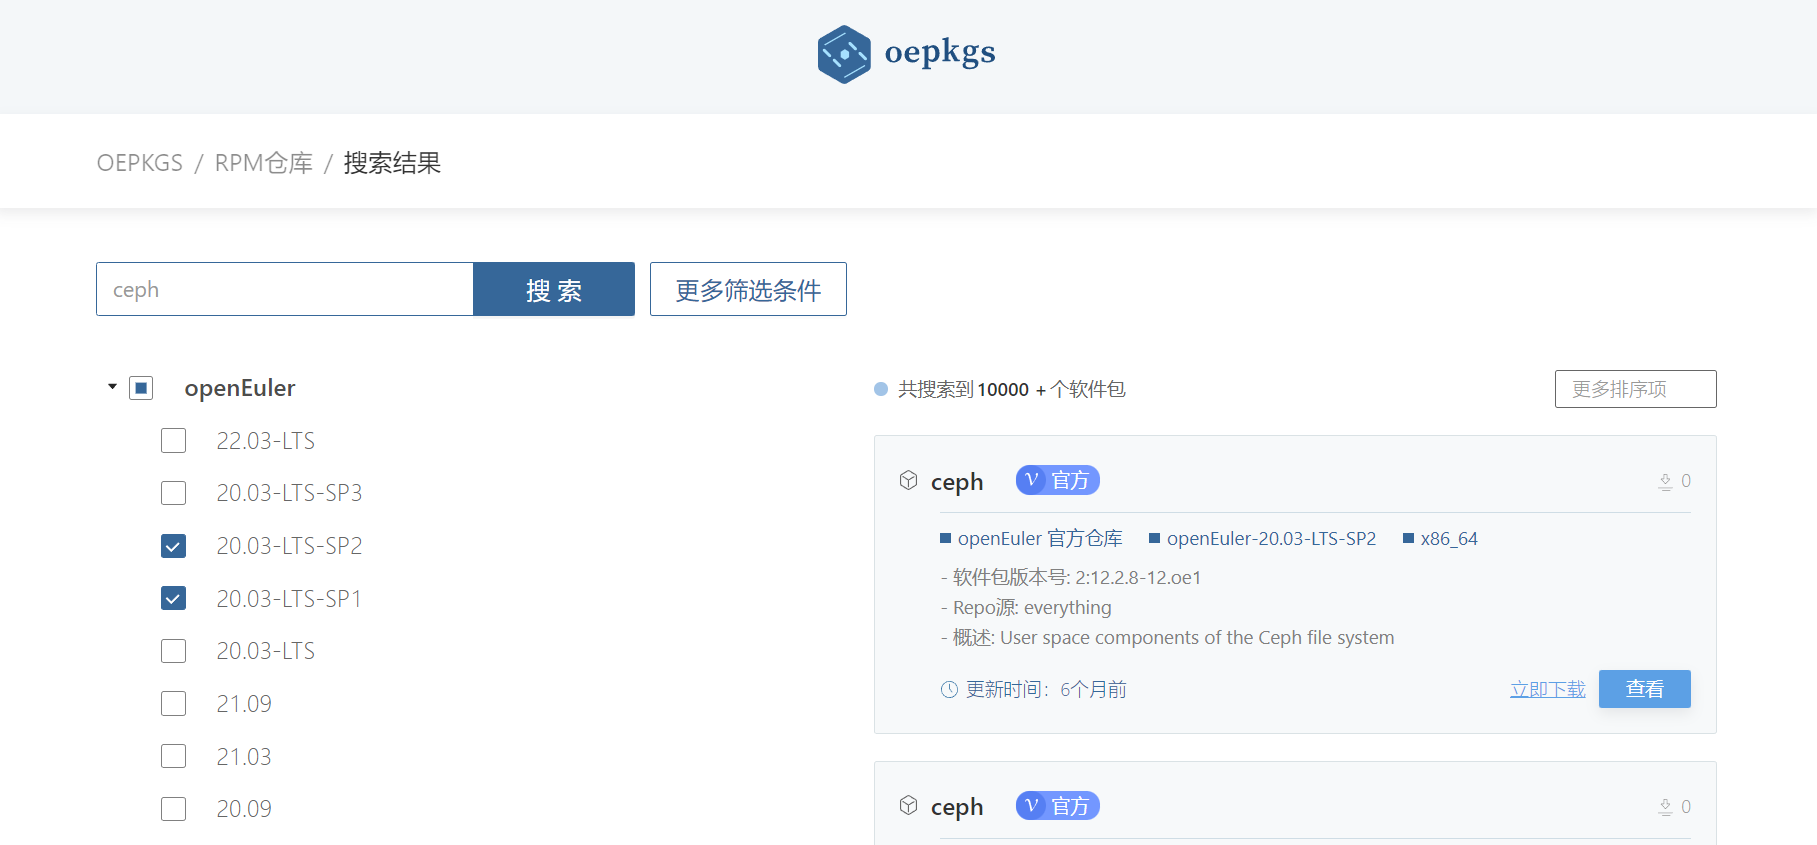 oepkgs
OEPKGS / RPM仓库 / 搜索结果
ceph
搜 索
更多筛选条件
openEuler
22.03-LTS
20.03-LTS-SP3
20.03-LTS-SP2
20.03-LTS-SP1
20.03-LTS
21.09
21.03
20.09
共搜索到 10000 + 个软件包
更多排序项
ceph V 官方 0
openEuler 官方仓库 openEuler-20.03-LTS-SP2 x86_64
- 软件包版本号: 2:12.2.8-12.oe1
- Repo源: everything
- 概述: User space components of the Ceph file system
更新时间：6个月前 立即下载 查看
ceph V 官方 0